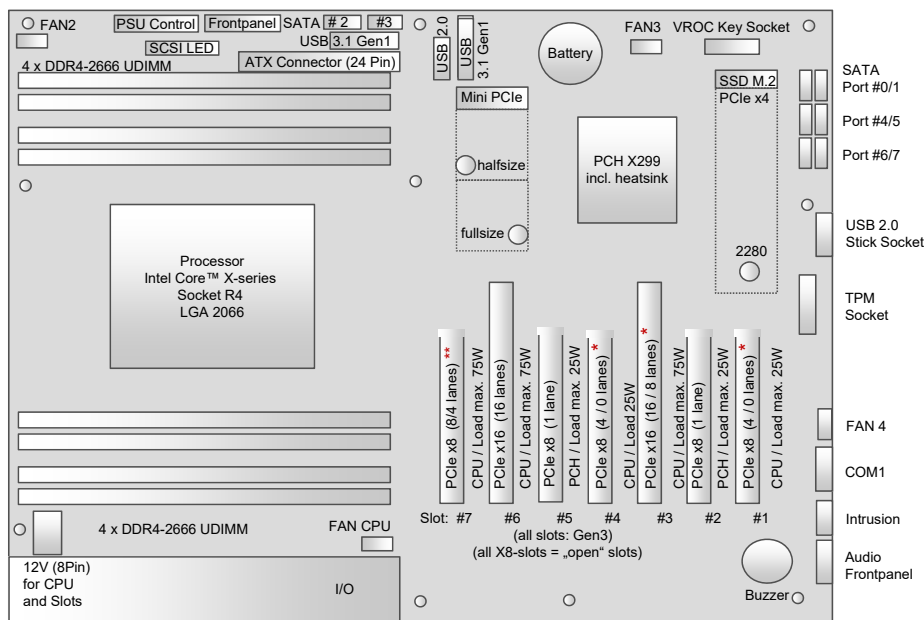 FAN2
PSU Control
Frontpanel
SATA
# 2
#3
USB 3.1 Gen1
SCSI LED
ATX Connector (24 Pin)
4 x DDR4-2666 UDIMM
USB 2.0
USB 3.1 Gen1
Battery
FAN3
VROC Key Socket
Mini PCIe
halfsize
fullsize
PCH X299
incl. heatsink
SSD M.2
PCIe x4
2280
SATA
Port #0/1
Port #4/5
Port #6/7
USB 2.0
Stick Socket
TPM
Socket
Processor
Intel Core™ X-series
Socket R4
LGA 2066
PCIe x8 (8/4 lanes) **
CPU / Load max. 75W
PCIe x16 (16 lanes)
CPU / Load max. 75W
PCIe x8 (1 lane)
PCH / Load max. 25W
PCIe x8 (4 / 0 lanes) *
CPU / Load 25W
PCIe x16 (16 / 8 lanes) *
CPU / Load max. 75W
PCIe x8 (1 lane)
PCH / Load max. 25W
PCIe x8 (4 / 0 lanes) *
CPU / Load max. 25W
Slot: #7 #6 #5 #4 #3 #2 #1
(all slots: Gen3)
(all X8-slots = „open“ slots)
FAN 4
COM1
Intrusion
Audio
Frontpanel
Buzzer
4 x DDR4-2666 UDIMM
FAN CPU
12V (8Pin)
for CPU
and Slots
I/O